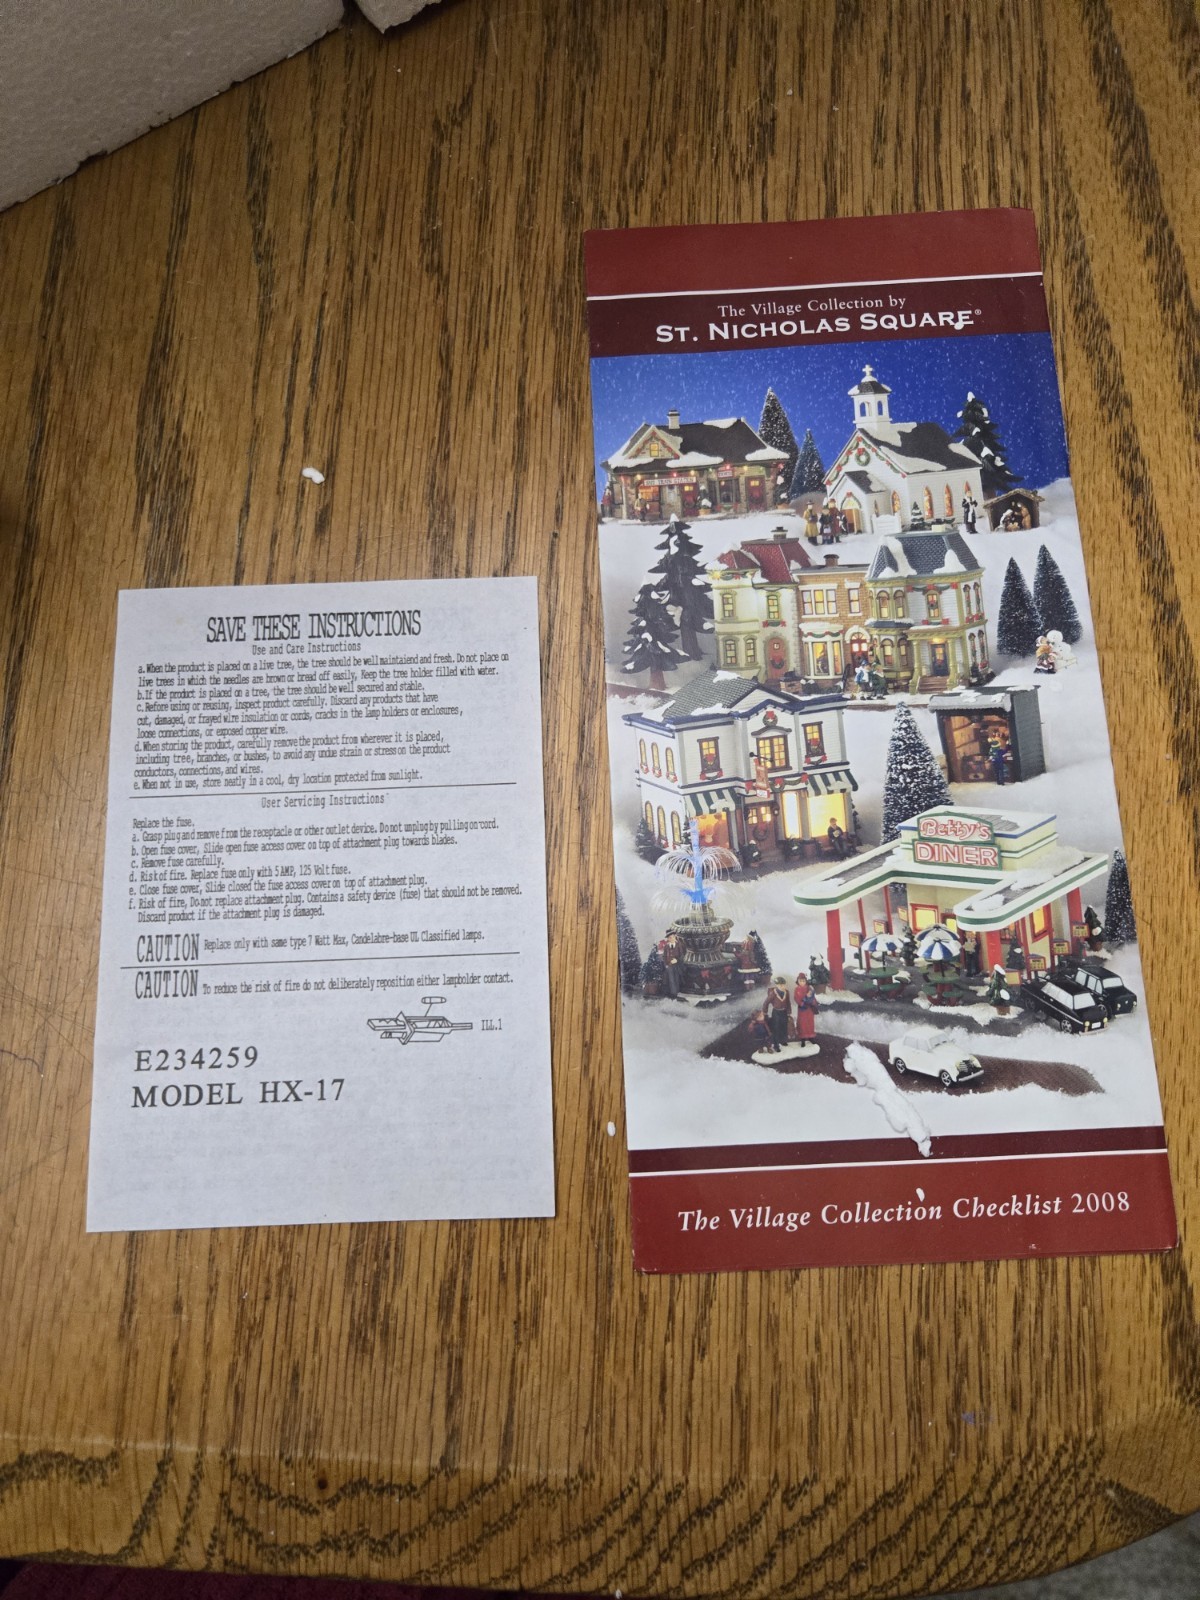 SAVE THESE INSTRUCTIONS
Use and Care Instructions
a. When the product is placed on a live tree, the tree should be well maintaiend and fresh. Do not place on
live trees in which the needles are brown or bread off easily, Keep the tree holder filled with water.
b. If the product is placed on a tree, the tree should be well secured and stable.
c. Refore using or reusing, inspect product carefully. Discard any products that have
cut, damaged, or frayed wire insulation or cords, cracks in the lamp holders or enclosures,
loose connections, or exposed copper wire.
d. When storing the product, carefully remove the product from wherever it is placed,
including tree, branches, or bushes, to avoid any undue strain or stress on the product
conductors, connections, and wires.
e. When not in use, store neatly in a cool, dry location protected from sunlight.
User Servicing Instructions
Replace the fuse.
a. Grasp plug and remove from the receptacle or other outlet device. Do not unplug by pulling on cord.
b. Open fuse cover, Slide open fuse access cover on top of attachment plug towards blades.
c. Remove fuse carefully.
d. Risk of fire. Replace fuse only with 5 AMP, 125 Volt fuse.
e. Close fuse cover, Slide closed the fuse access cover on top of attachment plug.
f. Risk of fire, Do not replace attachment plug. Contains a safety device (fuse) that should not be removed.
Discard product if the attachment plug is damaged.
CAUTION Replace only with same type 7 Watt Max, Candelabre-base UL Classified lamps.
CAUTION To reduce the risk of fire do not deliberately reposition either lampholder contact.
ILL.1
E234259
MODEL HX-17
The Village Collection by
ST. NICHOLAS SQUARE®
Betty's
DINER
The Village Collection Checklist 2008